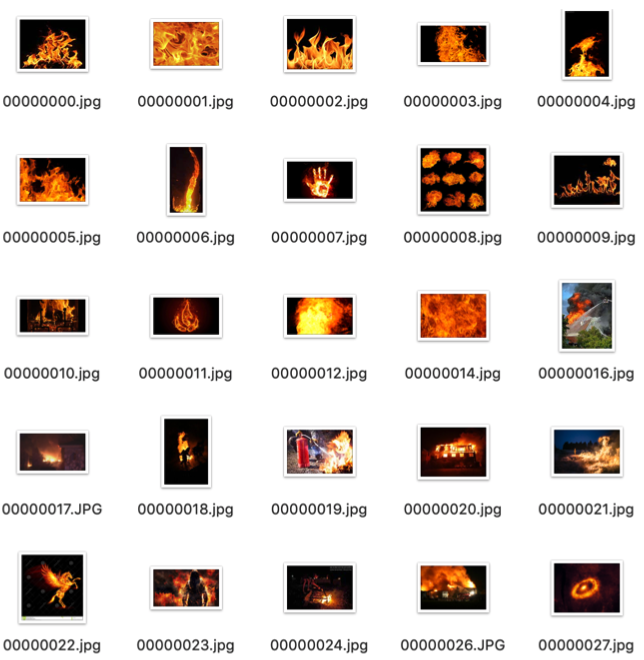 00000000.jpg 00000001.jpg 00000002.jpg 00000003.jpg 00000004.jpg
00000005.jpg 00000006.jpg 00000007.jpg 00000008.jpg 00000009.jpg
00000010.jpg 00000011.jpg 00000012.jpg 00000014.jpg 00000016.jpg
00000017.JPG 00000018.jpg 00000019.jpg 00000020.jpg 00000021.jpg
00000022.jpg 00000023.jpg 00000024.jpg 00000026.JPG 00000027.jpg